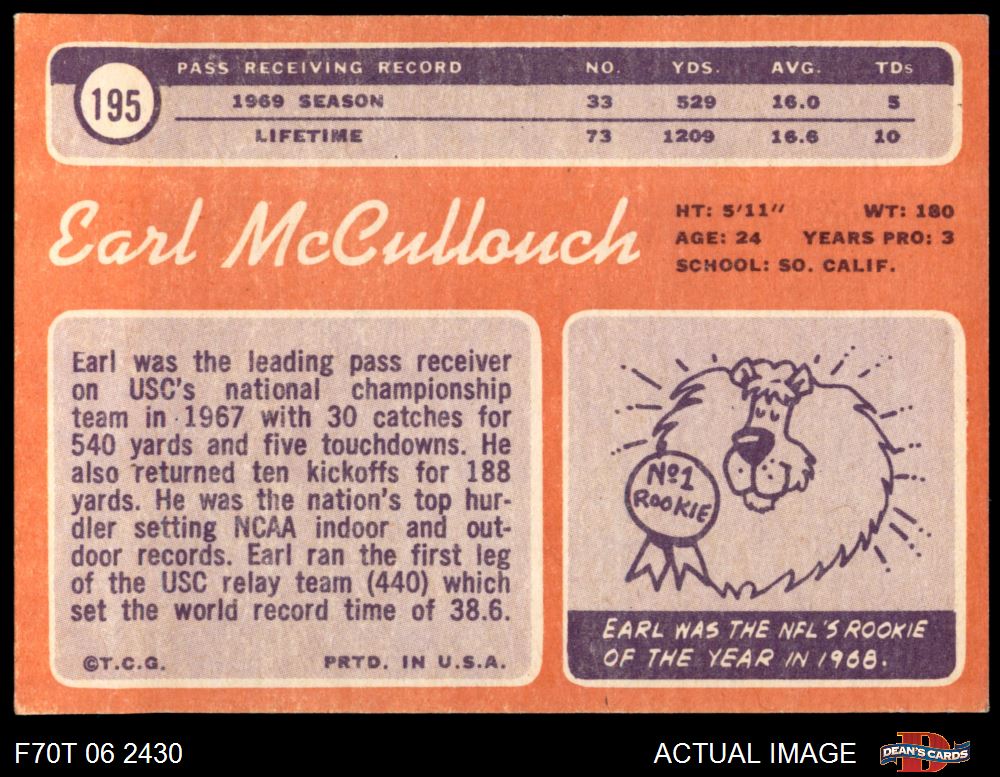 195
PASS RECEIVING RECORD NO. YDS. AVG. TDs
1969 SEASON 33 529 16.0 5
LIFETIME 73 1209 16.6 10
Earl McCullouch
HT: 5'11" WT: 180
AGE: 24 YEARS PRO: 3
SCHOOL: SO. CALIF.
Earl was the leading pass receiver
on USC's national championship
team in 1967 with 30 catches for
540 yards and five touchdowns. He
also returned ten kickoffs for 188
yards. He was the nation's top hur-
dler setting NCAA indoor and out-
door records. Earl ran the first leg
of the USC relay team (440) which
set the world record time of 38.6.
©T.C.G. PRTD. IN U.S.A.
Nº1
ROOKIE
EARL WAS THE NFL'S ROOKIE
OF THE YEAR IN 1968.
F70T 06 2430 ACTUAL IMAGE D DEAN'S CARDS